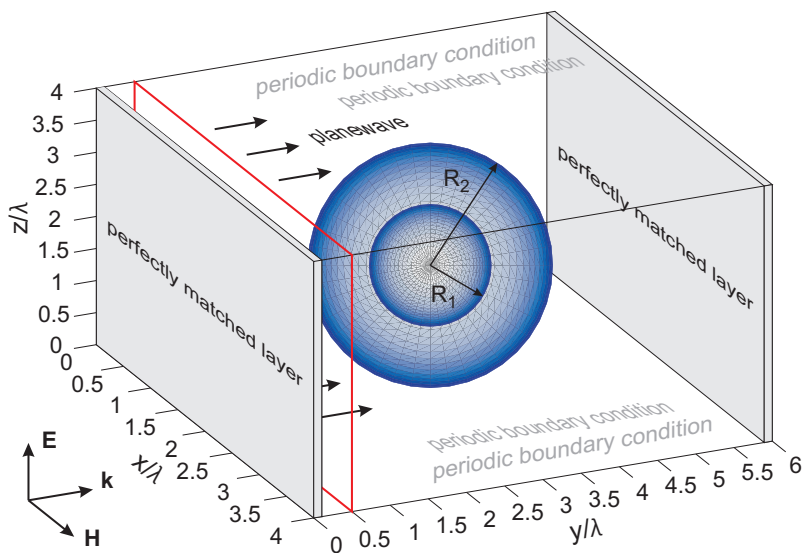 periodic boundary condition
periodic boundary condition
planewave
perfectly matched layer
perfectly matched layer
R2
R1
periodic boundary condition
periodic boundary condition
z/λ
4
3.5
3
2.5
2
1.5
1
0.5
0
x/λ
0
0.5
1
1.5
2
2.5
3
3.5
4
y/λ
0
0.5
1
1.5
2
2.5
3
3.5
4
4.5
5
5.5
6
E
k
H